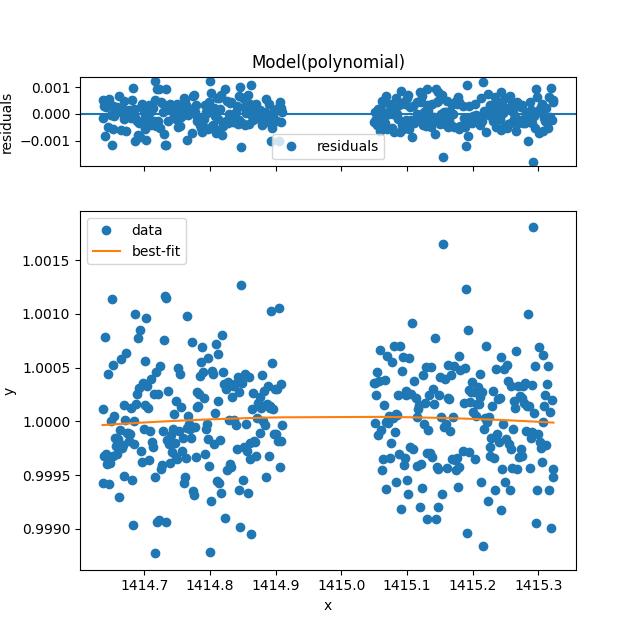 Model(polynomial)
residuals
0.001
0.000
−0.001
residuals
data
best-fit
y
1.0015
1.0010
1.0005
1.0000
0.9995
0.9990
1414.7 1414.8 1414.9 1415.0 1415.1 1415.2 1415.3
x